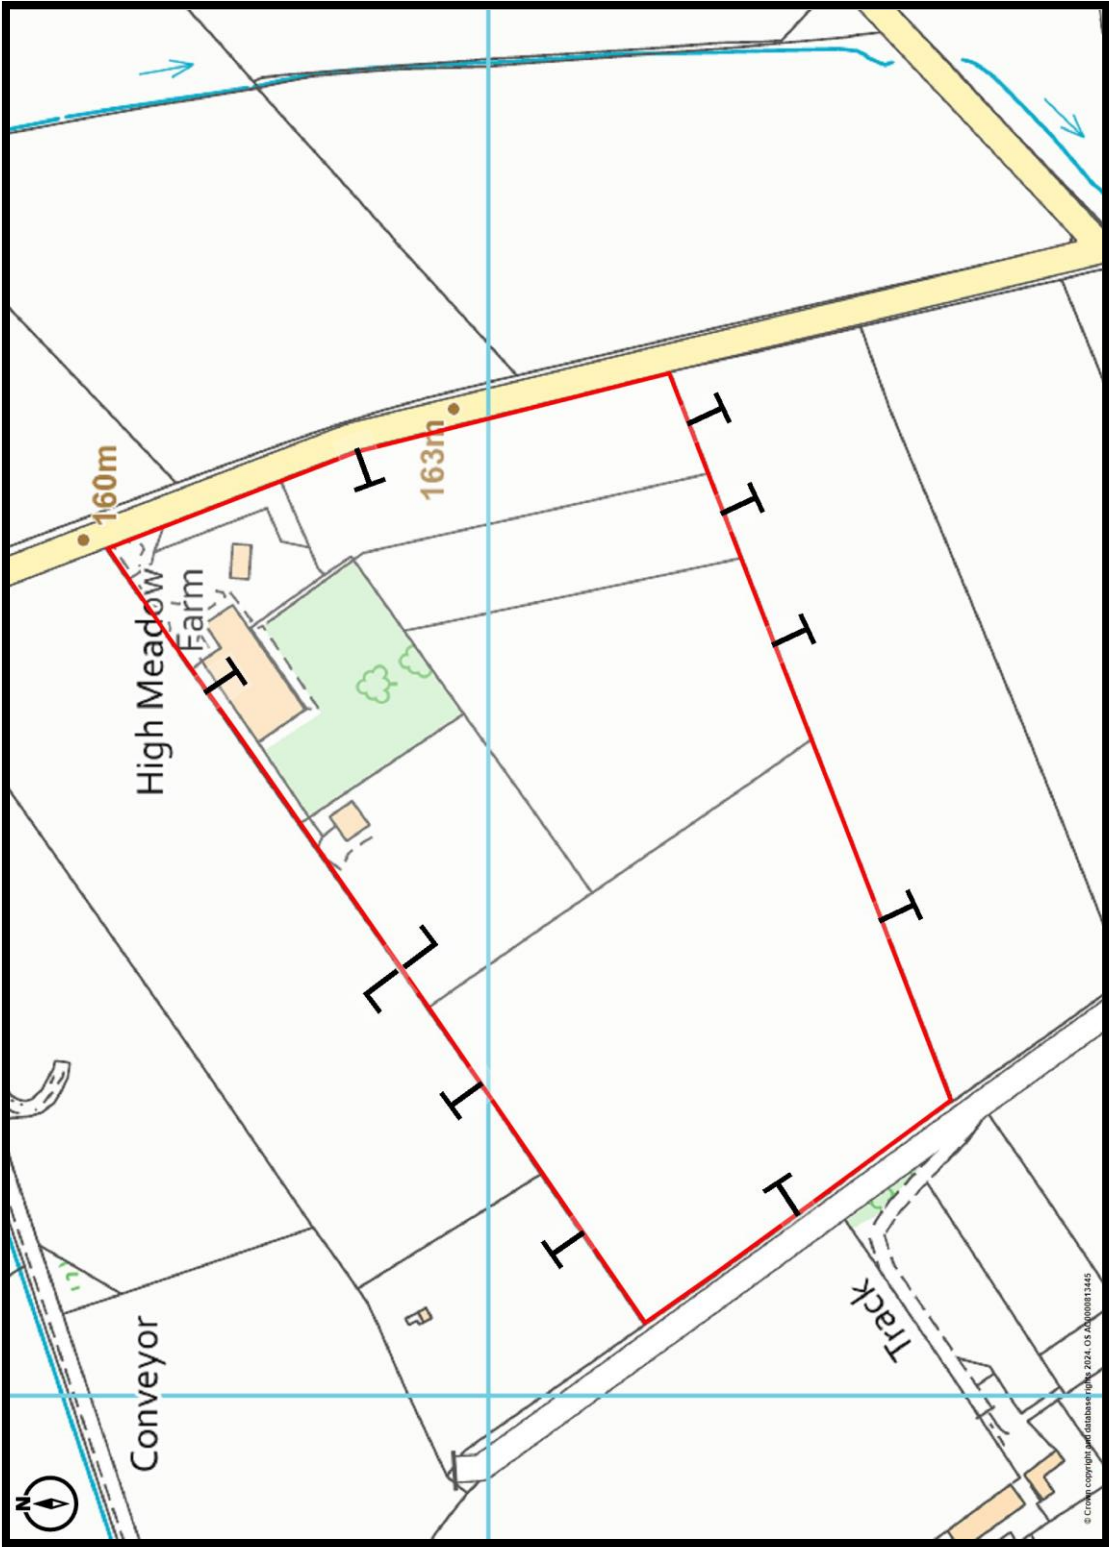 160m
163m
High Meadow
Farm
Track
Conveyor
N
© Crown copyright and database rights 2024. OS AC0000813445